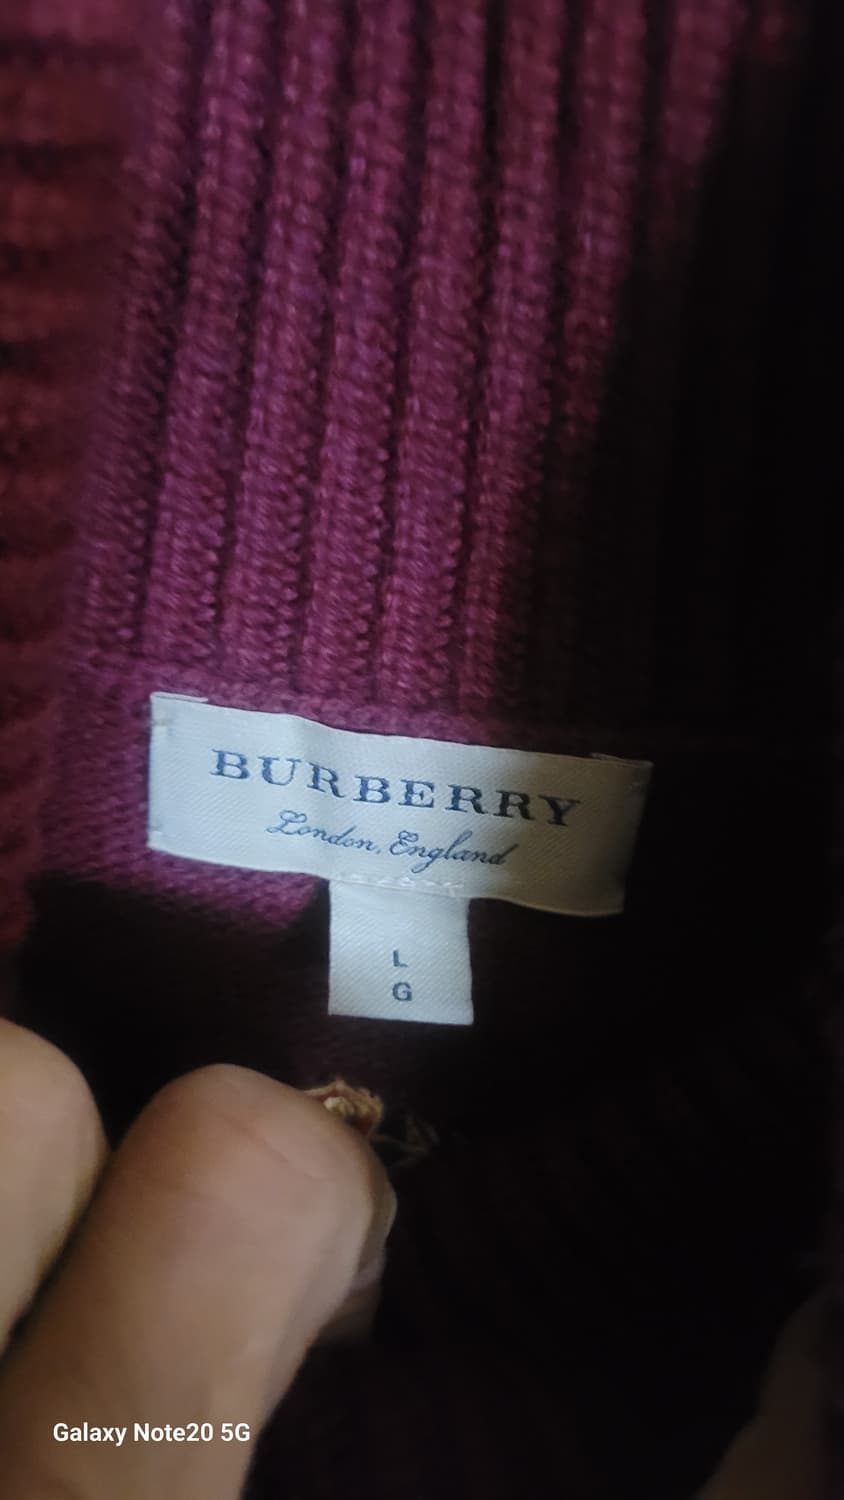 BURBERRY
London, England
L
G
Galaxy Note20 5G